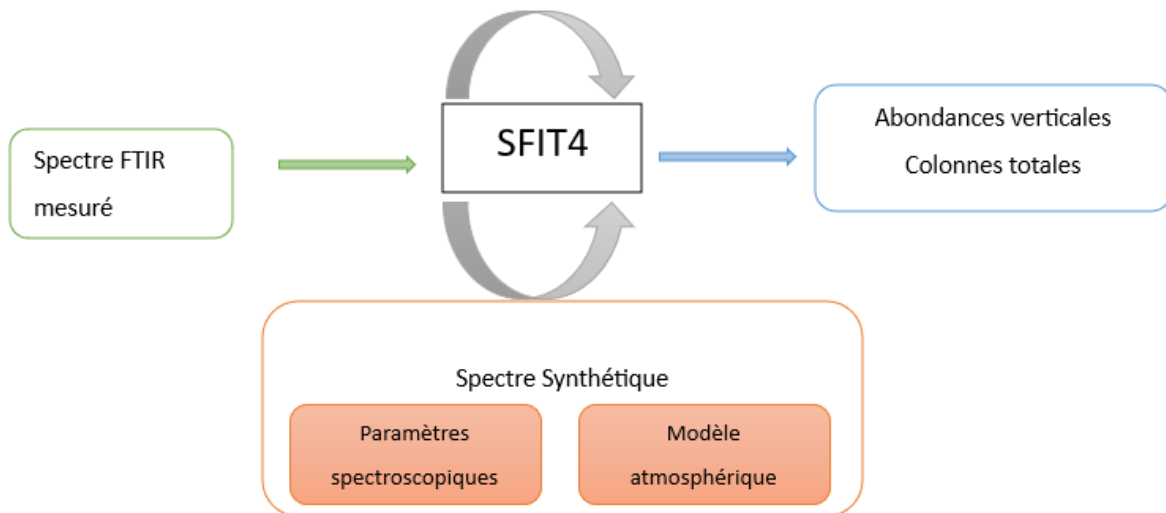 Spectre FTIR
mesuré
SFIT4
Abondances verticales
Colonnes totales
Spectre Synthétique
Paramètres
spectroscopiques
Modèle
atmosphérique